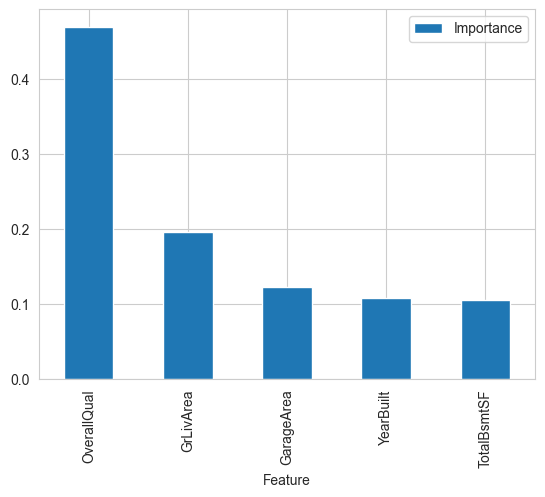 Importance
0.4
0.3
0.2
0.1
0.0
OverallQual
GrLivArea
GarageArea
YearBuilt
TotalBsmtSF
Feature